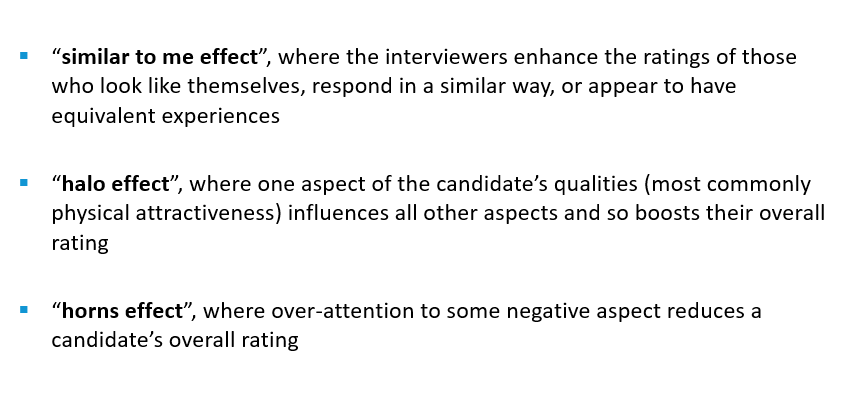 ▪ “similar to me effect”, where the interviewers enhance the ratings of those
who look like themselves, respond in a similar way, or appear to have
equivalent experiences
▪ “halo effect”, where one aspect of the candidate’s qualities (most commonly
physical attractiveness) influences all other aspects and so boosts their overall
rating
▪ “horns effect”, where over-attention to some negative aspect reduces a
candidate’s overall rating